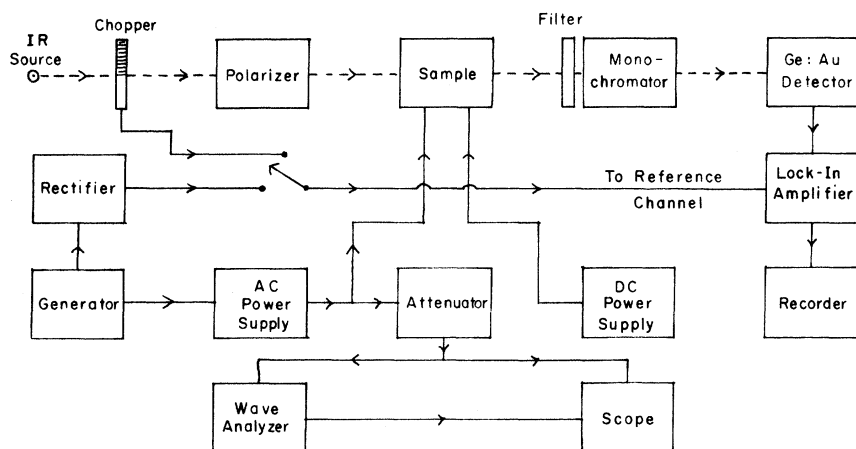 Chopper
IR
Source
Polarizer
Sample
Filter
Mono-
chromator
Ge: Au
Detector
Rectifier
To Reference
Channel
Lock-In
Amplifier
Generator
AC
Power
Supply
Attenuator
DC
Power
Supply
Recorder
Wave
Analyzer
Scope